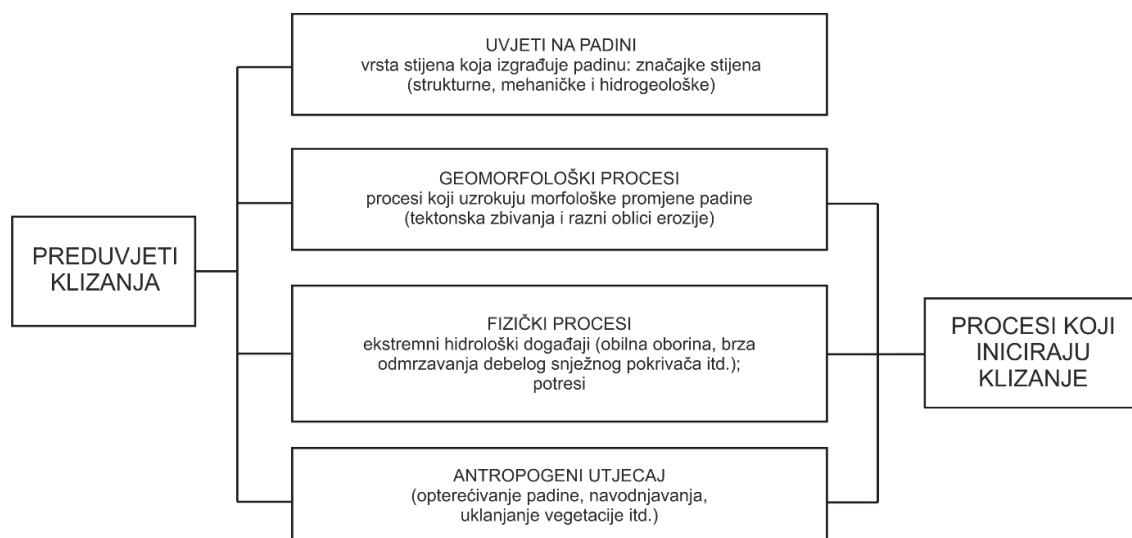 UVJETI NA PADINI
vrsta stijena koja izgrađuje padinu: značajke stijena
(strukturne, mehaničke i hidrogeološke)
GEOMORFOLOŠKI PROCESI
procesi koji uzrokuju morfološke promjene padine
(tektonska zbivanja i razni oblici erozije)
PREDUVJETI
KLIZANJA
FIZIČKI PROCESI
ekstremni hidrološki događaji (obilna oborina, brza
odmrzavanja debelog snježnog pokrivača itd.);
potresi
PROCESI KOJI
INICIRAJU
KLIZANJE
ANTROPOGENI UTJECAJ
(opterećivanje padine, navodnjavanja,
uklanjanje vegetacije itd.)